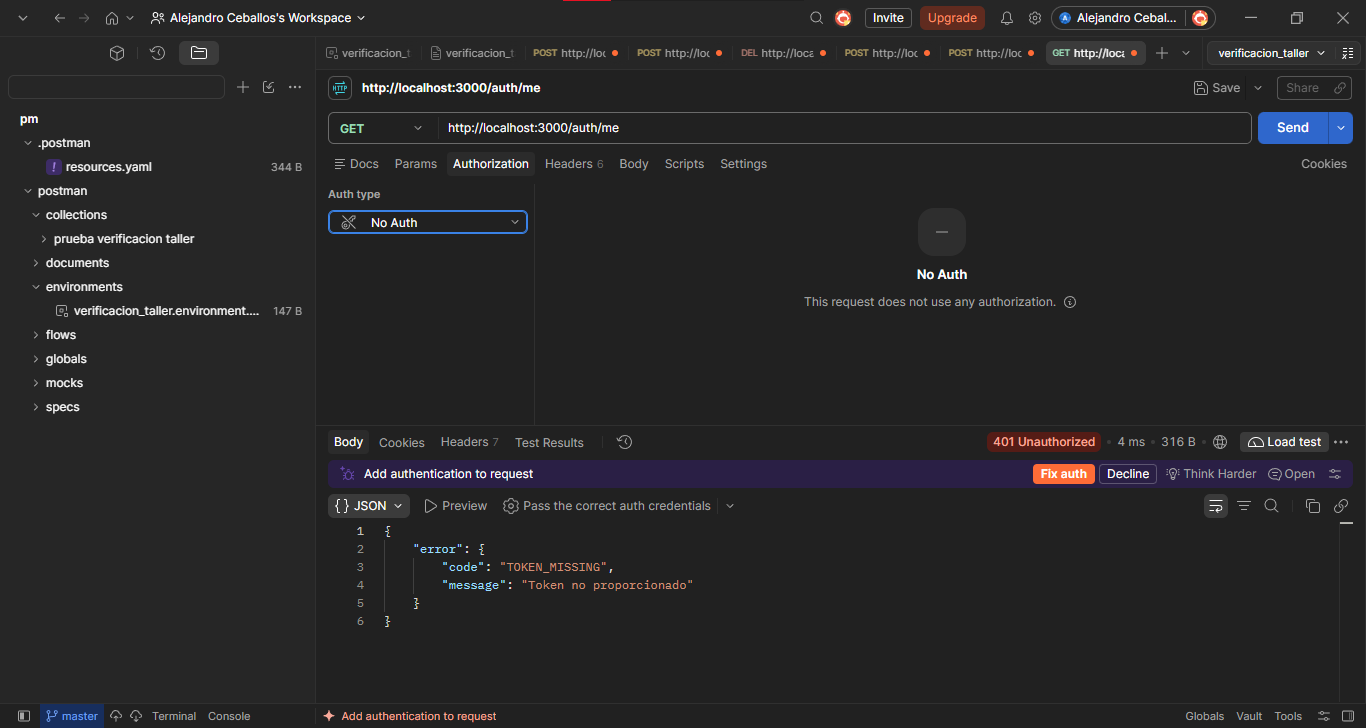 Alejandro Ceballos's Workspace
Invite
Upgrade
Alejandro Cebal...
verificacion_t
verificacion_t
POST http://loc
POST http://loc
DEL http://loca
POST http://loc
POST http://loc
GET http://loca
verificacion_taller
HTTP
http://localhost:3000/auth/me
Save
Share
pm
.postman
! resources.yaml 344 B
postman
collections
prueba verificacion taller
documents
environments
verificacion_taller.environment.... 147 B
flows
globals
mocks
specs
GET
http://localhost:3000/auth/me
Send
Docs Params Authorization Headers 6 Body Scripts Settings
Cookies
Auth type
No Auth
No Auth
This request does not use any authorization.
Body Cookies Headers 7 Test Results
401 Unauthorized • 4 ms • 316 B
Load test
Add authentication to request
Fix auth
Decline
Think Harder
Open
{} JSON
Preview
Pass the correct auth credentials
1 {
2 "error": {
3 "code": "TOKEN_MISSING",
4 "message": "Token no proporcionado"
5 }
6 }
master
Terminal
Console
Add authentication to request
Globals
Vault
Tools